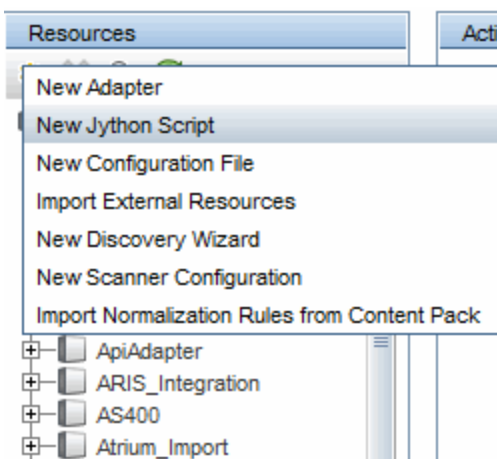 Resources
Acti
New Adapter
New Jython Script
New Configuration File
Import External Resources
New Discovery Wizard
New Scanner Configuration
Import Normalization Rules from Content Pack
ApiAdapter
ARIS_Integration
AS400
Atrium_Import